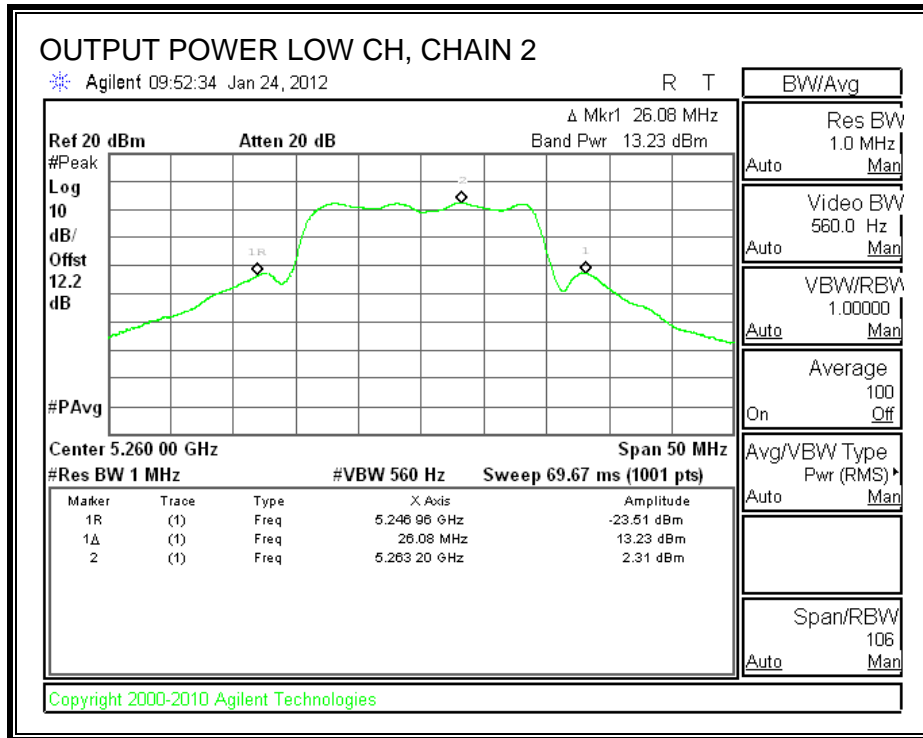 OUTPUT POWER LOW CH, CHAIN 2
Agilent 09:52:34 Jan 24, 2012 R T
Δ Mkr1 26.08 MHz
Ref 20 dBm Atten 20 dB Band Pwr 13.23 dBm
#Peak
Log
10
dB/
Offst
12.2
dB
#PAvg
1R
2
1
Center 5.260 00 GHz Span 50 MHz
#Res BW 1 MHz #VBW 560 Hz Sweep 69.67 ms (1001 pts)
Marker Trace Type X Axis Amplitude
1R (1) Freq 5.246 96 GHz -23.51 dBm
1Δ (1) Freq 26.08 MHz 13.23 dBm
2 (1) Freq 5.263 20 GHz 2.31 dBm
BW/Avg
Res BW
1.0 MHz
Auto Man
Video BW
560.0 Hz
Auto Man
VBW/RBW
1.00000
Auto Man
Average
100
On Off
Avg/VBW Type
Pwr (RMS)
Auto Man
Span/RBW
106
Auto Man
Copyright 2000-2010 Agilent Technologies